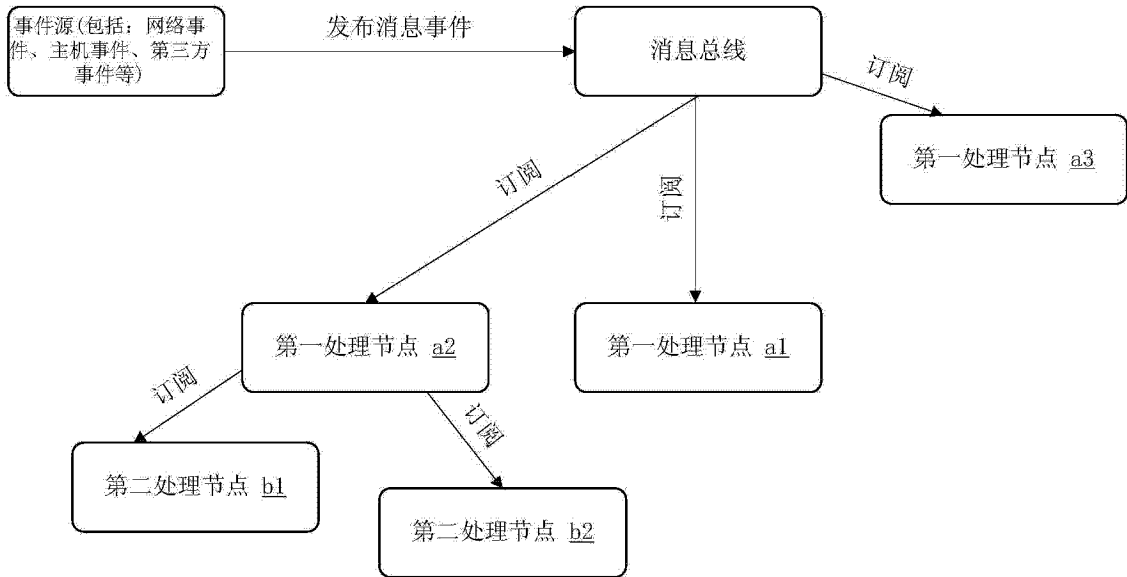 事件源(包括：网络事
件、主机事件、第三方
事件等)
发布消息事件
消息总线
订阅
第一处理节点 a3
订阅
订阅
第一处理节点 a2
第一处理节点 a1
订阅
订阅
第二处理节点 b1
第二处理节点 b2